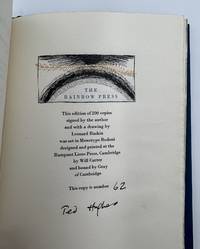 THE
RAINBOW PRESS
This edition of 200 copies
signed by the author
and with a drawing by
Leonard Baskin
was set in Monotype Bodoni
designed and printed at the
Rampant Lions Press, Cambridge
by Will Carter
and bound by Gray
of Cambridge
This copy is number 62
Ted Hughes